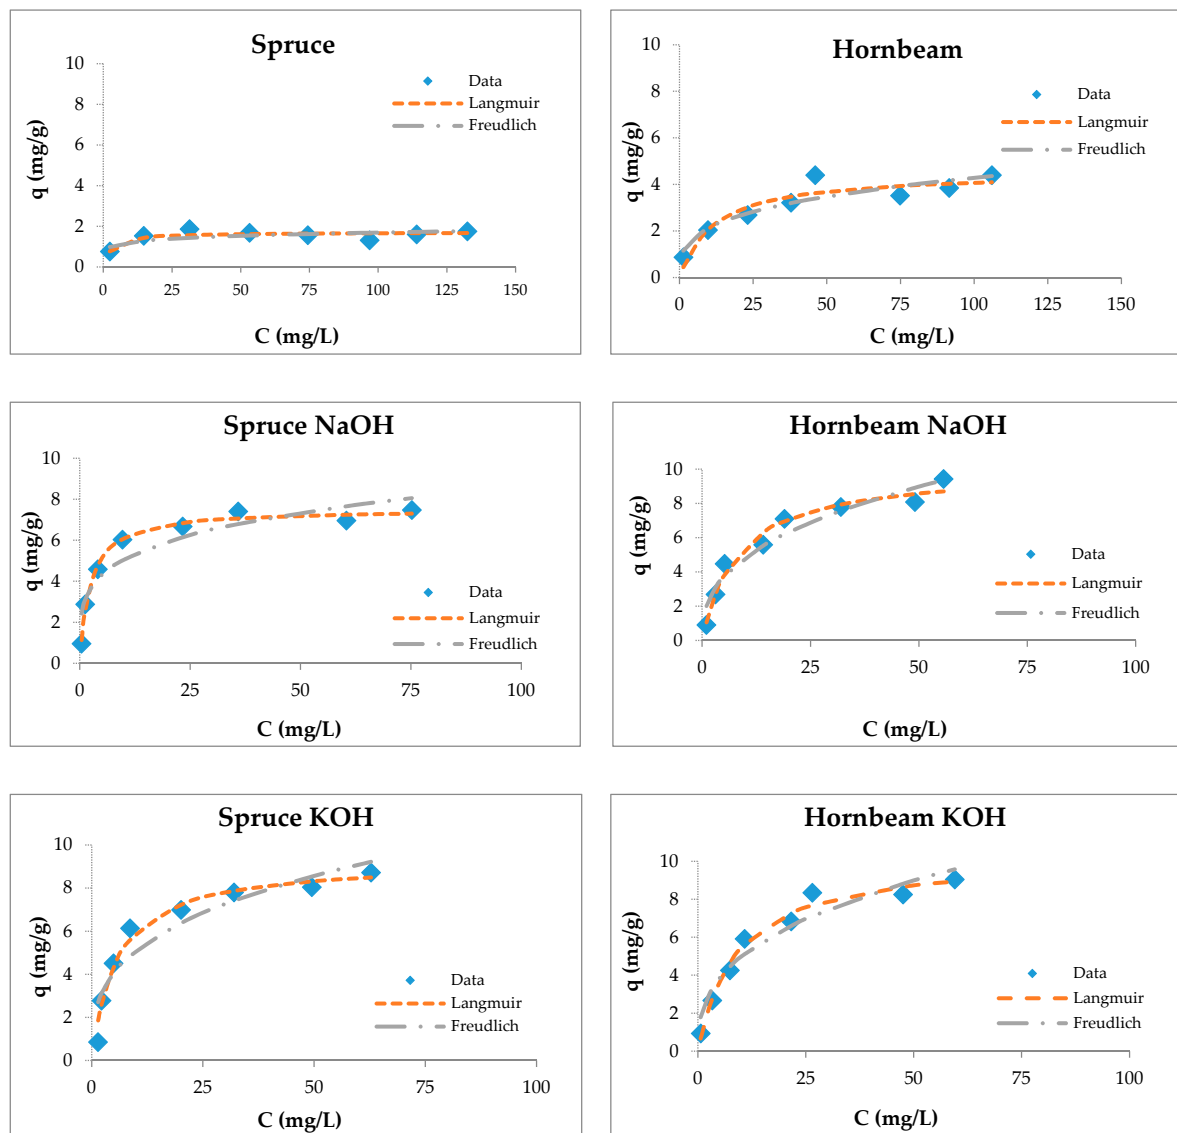 Spruce
10
8
6
4
2
0
q (mg/g)
Data
Langmuir
Freudlich
0 25 50 75 100 125 150
C (mg/L)
Hornbeam
10
8
6
4
2
0
q (mg/g)
Data
Langmuir
Freudlich
0 25 50 75 100 125 150
C (mg/L)
Spruce NaOH
10
8
6
4
2
0
q (mg/g)
Data
Langmuir
Freudlich
0 25 50 75 100
C (mg/L)
Hornbeam NaOH
10
8
6
4
2
0
q (mg/g)
Data
Langmuir
Freudlich
0 25 50 75 100
C (mg/L)
Spruce KOH
10
8
6
4
2
0
q (mg/g)
Data
Langmuir
Freudlich
0 25 50 75 100
C (mg/L)
Hornbeam KOH
10
8
6
4
2
0
q (mg/g)
Data
Langmuir
Freudlich
0 25 50 75 100
C (mg/L)